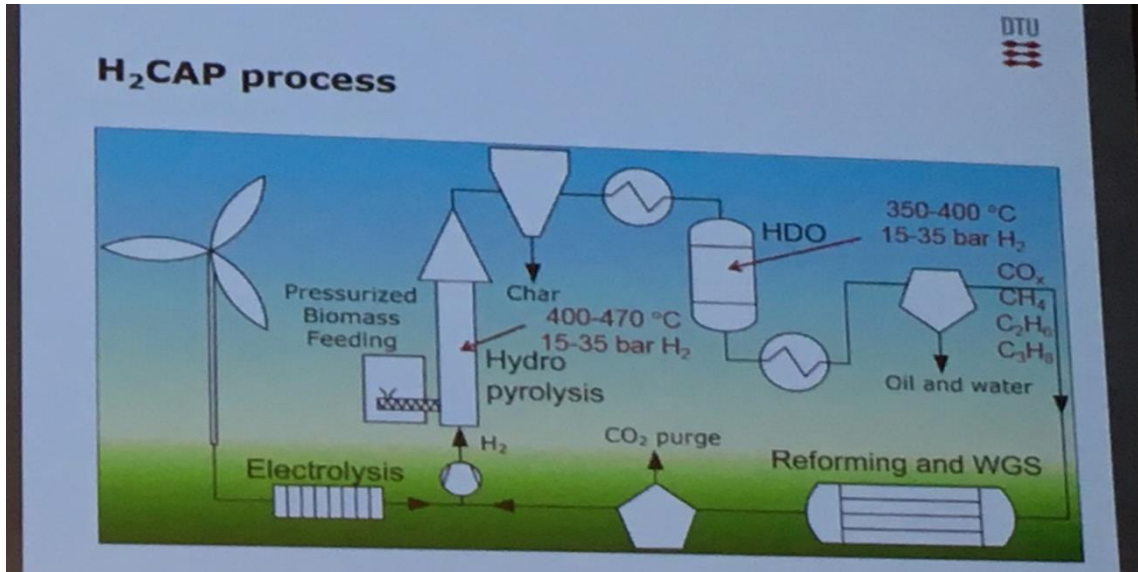 DTU
H₂CAP process
350-400 °C
15-35 bar H₂
HDO
COₓ
CH₄
C₂H₆
C₃H₈
Pressurized
Biomass
Feeding
Char
400-470 °C
15-35 bar H₂
Hydro
pyrolysis
Oil and water
H₂
CO₂ purge
Electrolysis
Reforming and WGS